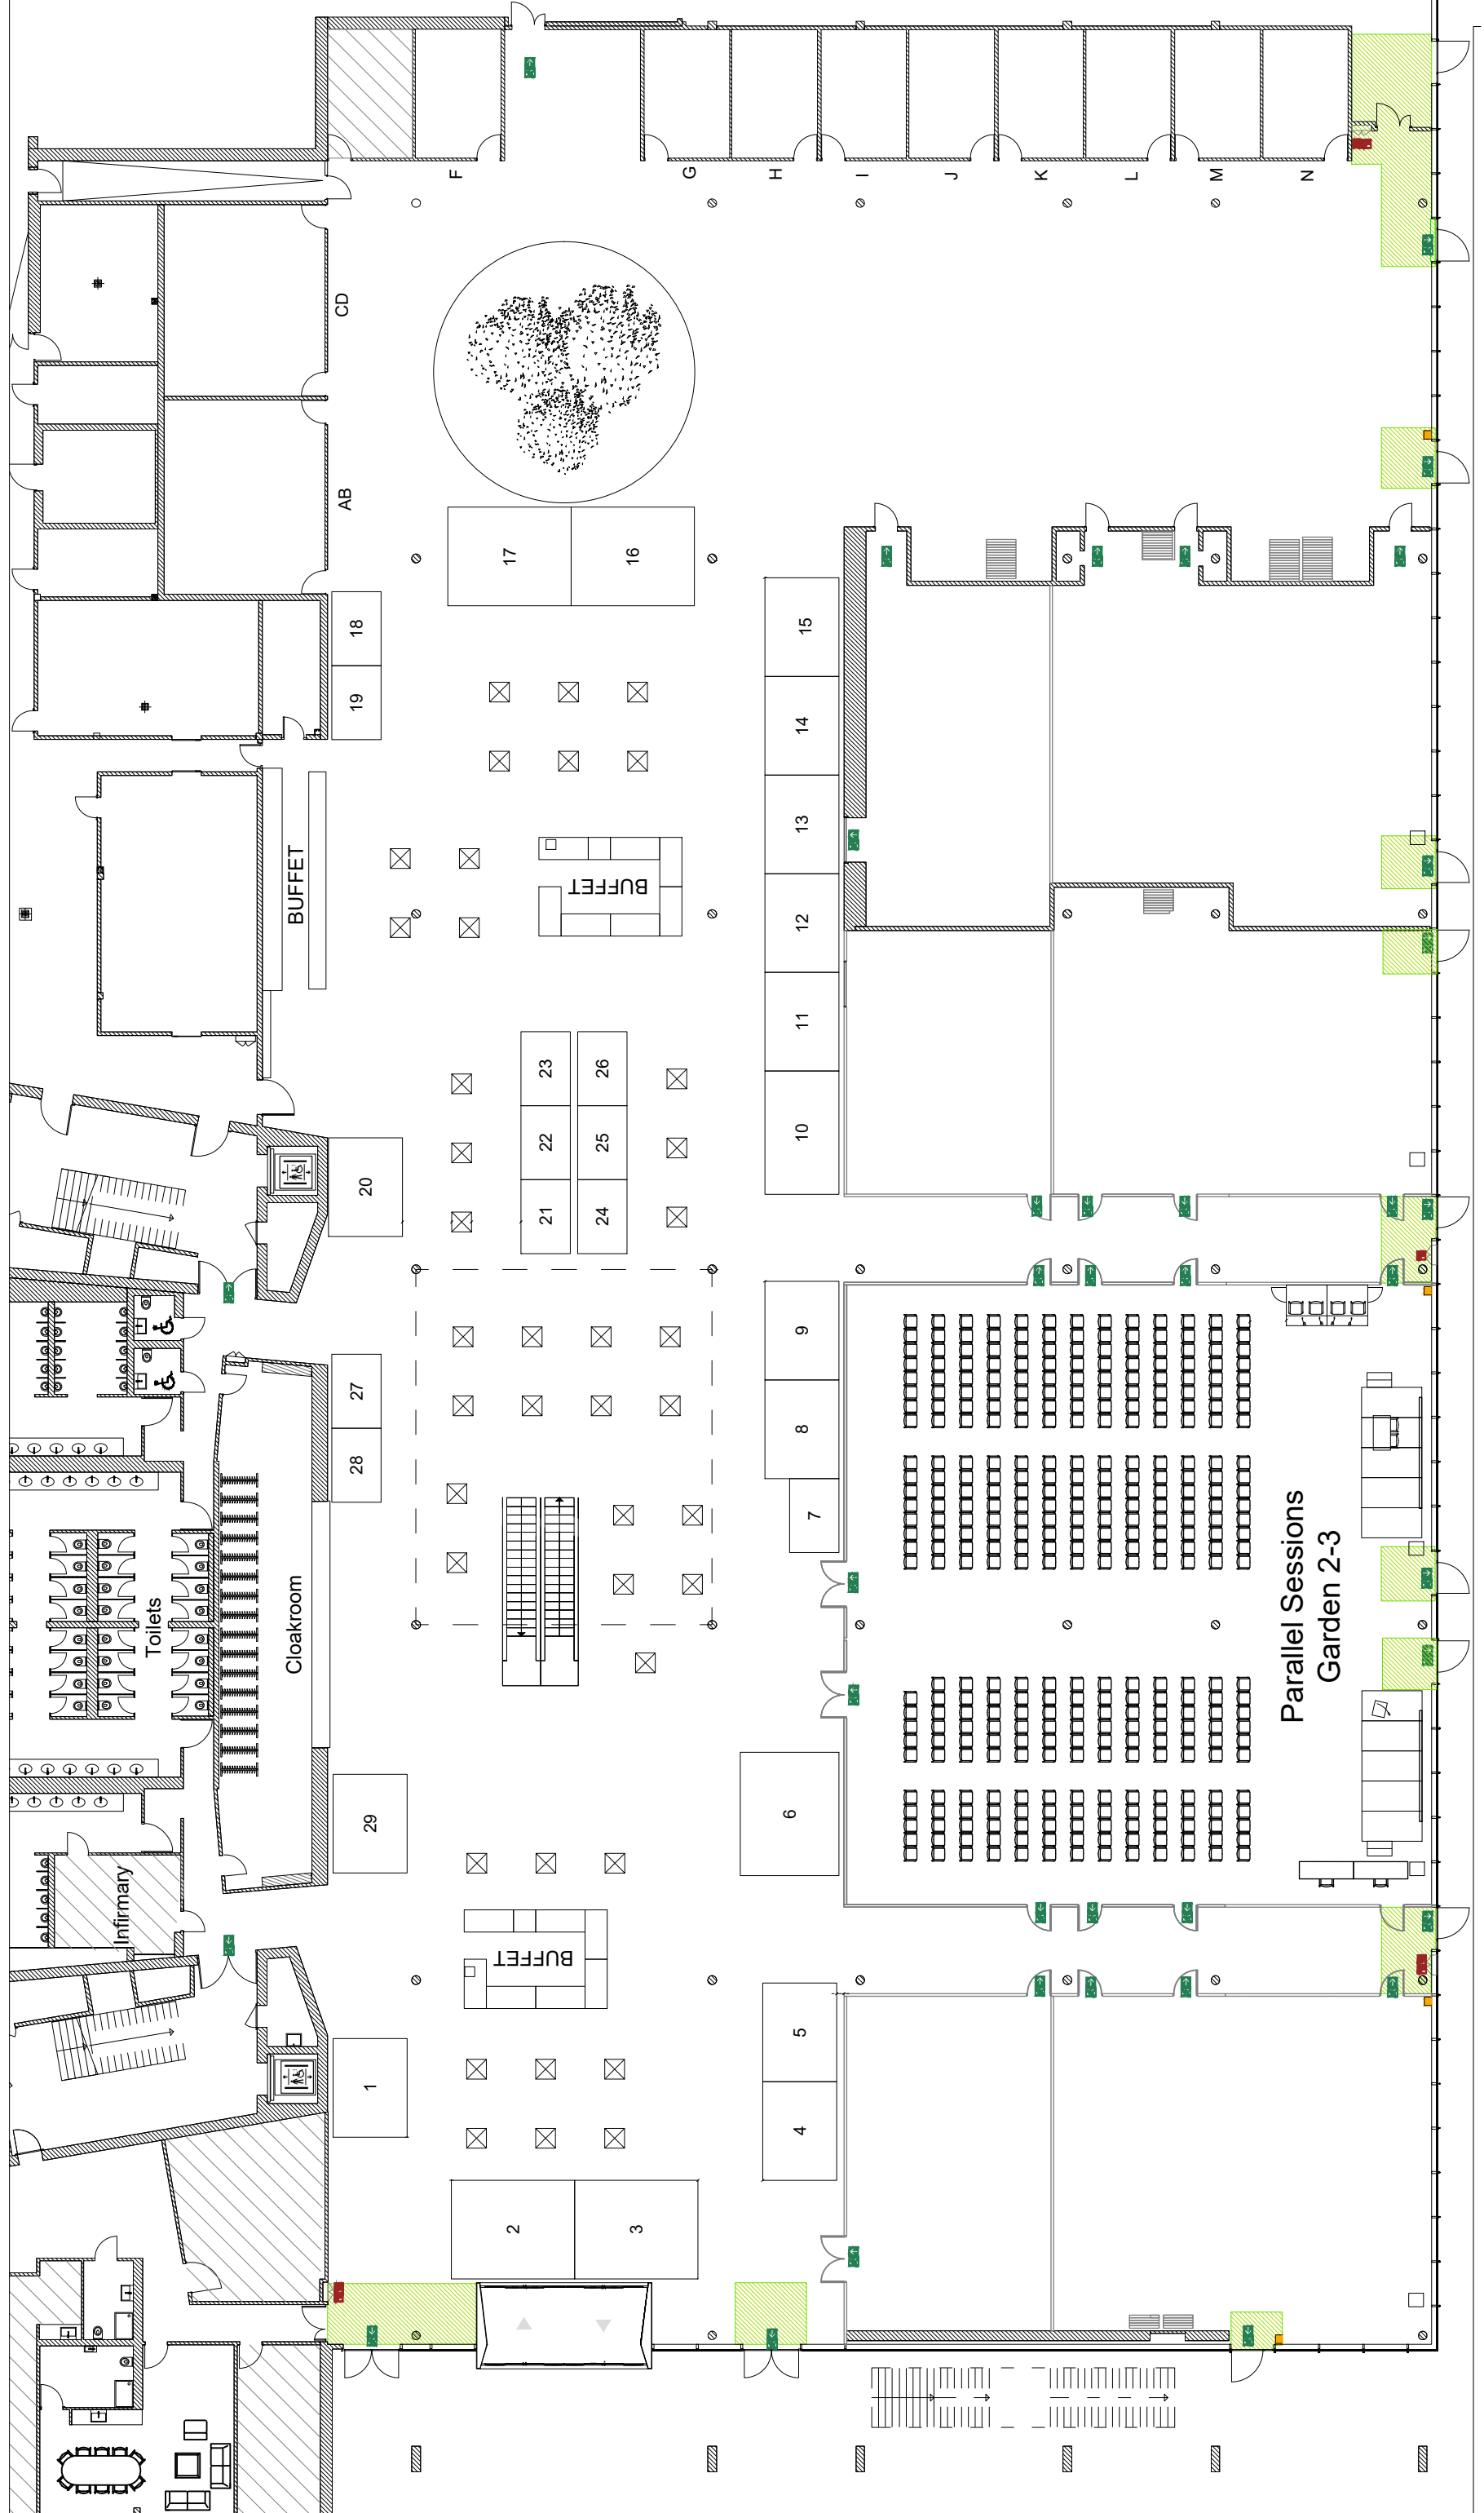 F
G
H
I
J
K
L
M
N
CD
AB
17
16
15
18
19
14
13
BUFFET
BUFFET
12
11
23
26
10
22
25
20
21
24
9
27
8
28
7
Parallel Sessions
Garden 2-3
Toilets
Cloakroom
6
29
Infirmary
BUFFET
5
1
4
2
3